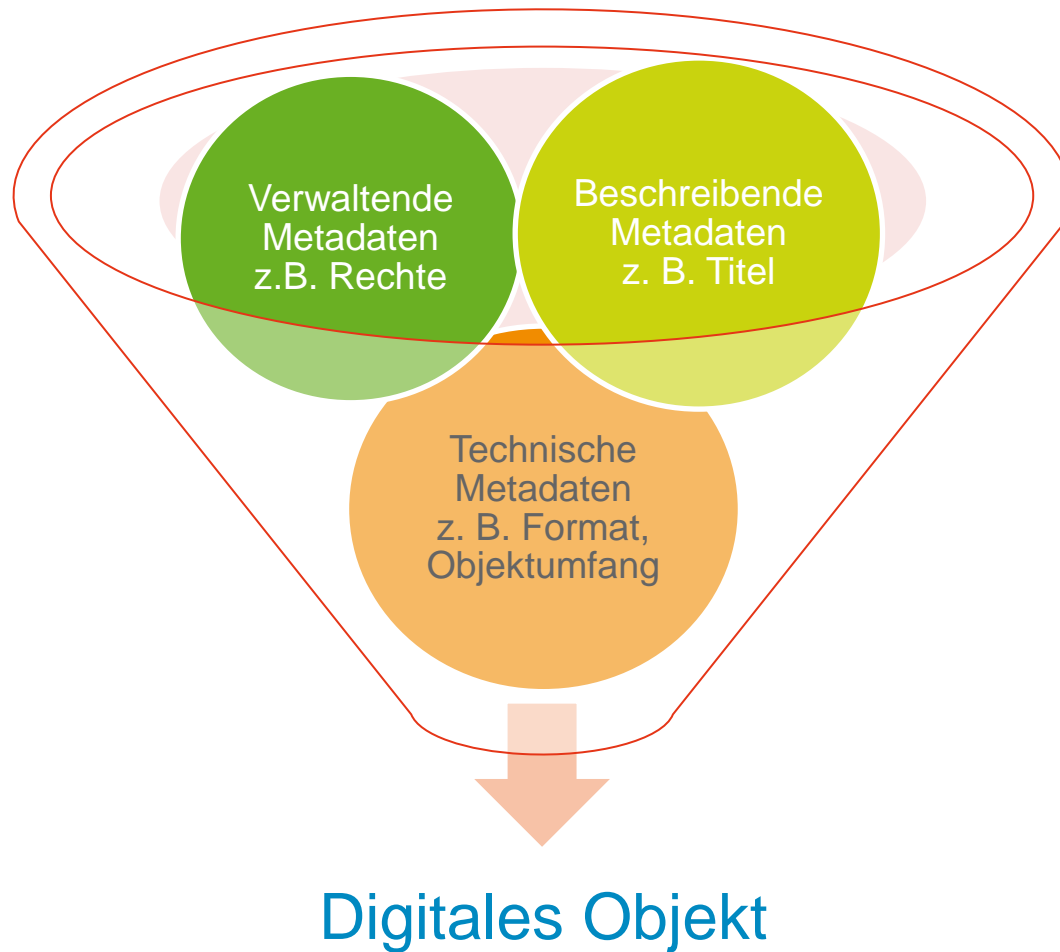 Verwaltende
Metadaten
z.B. Rechte
Beschreibende
Metadaten
z. B. Titel
Technische
Metadaten
z. B. Format,
Objektumfang
Digitales Objekt